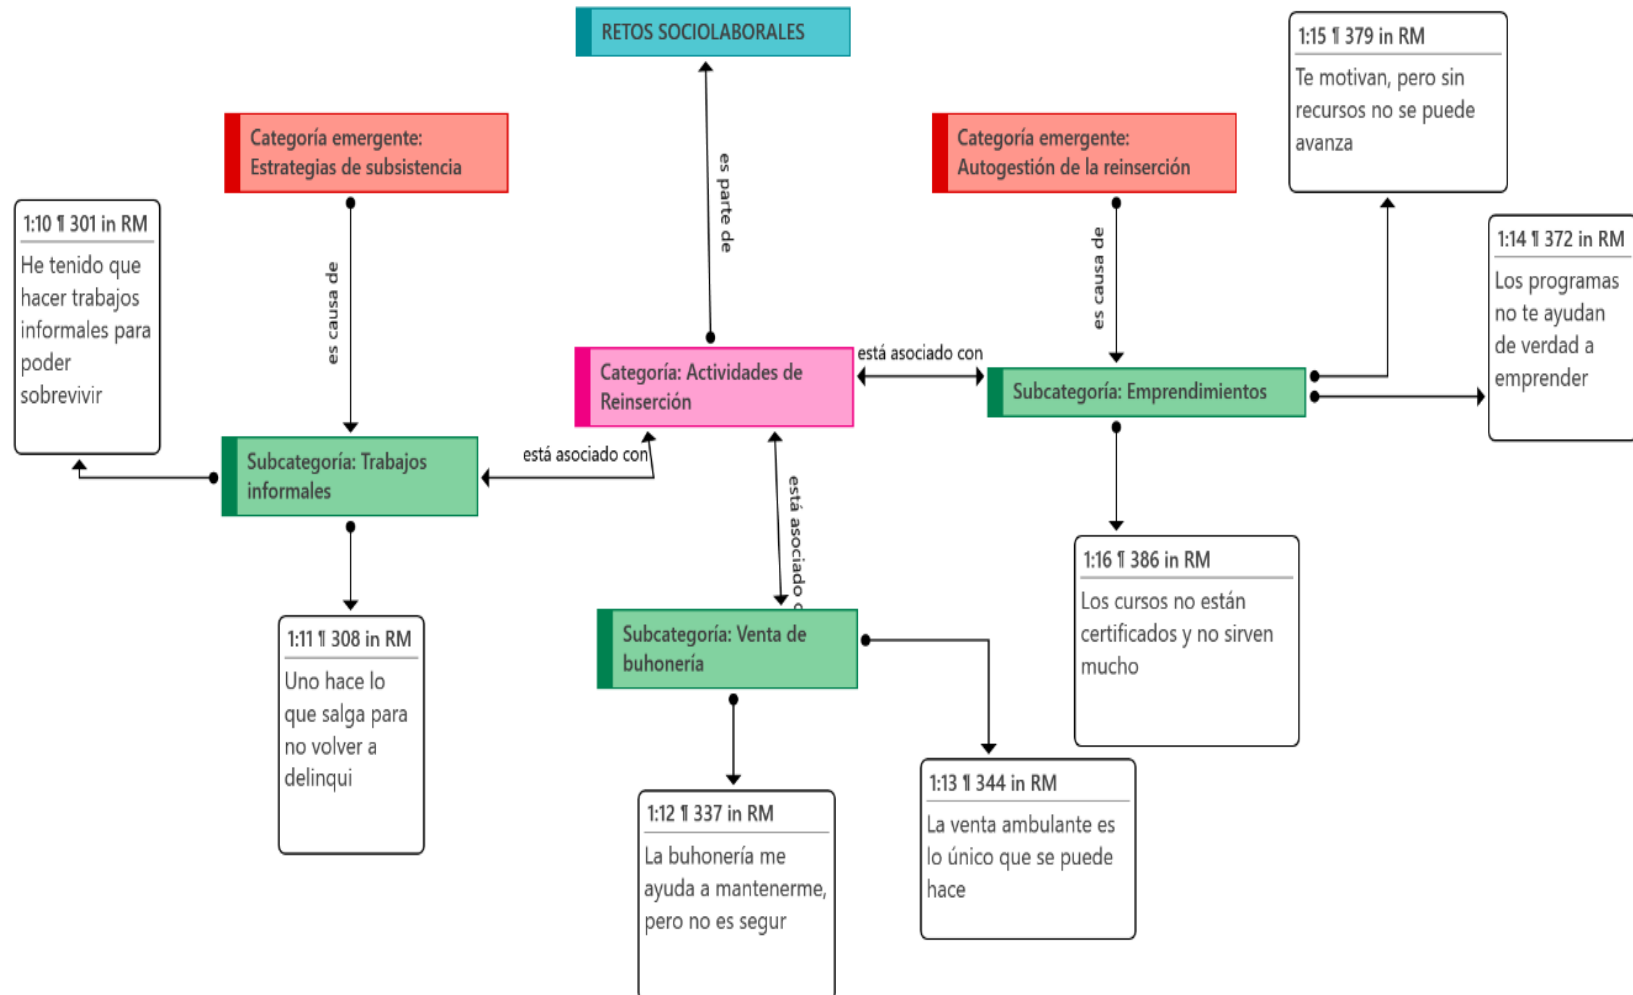 RETOS SOCIOLABORALES
1:15 ¶ 379 in RM
Te motivan, pero sin
recursos no se puede
avanza
Categoría emergente:
Estrategias de subsistencia
Categoría emergente:
Autogestión de la reinserción
es parte de
1:10 ¶ 301 in RM
He tenido que
hacer trabajos
informales para
poder
sobrevivir
es causa de
es causa de
1:14 ¶ 372 in RM
Los programas
no te ayudan
de verdad a
emprender
Categoría: Actividades de
Reinserción
está asociado con
Subcategoría: Emprendimientos
Subcategoría: Trabajos
informales
está asociado con
está asociado c
1:16 ¶ 386 in RM
Los cursos no están
certificados y no sirven
mucho
1:11 ¶ 308 in RM
Uno hace lo
que salga para
no volver a
delinqui
Subcategoría: Venta de
buhonería
1:12 ¶ 337 in RM
La buhonería me
ayuda a mantenerme,
pero no es segur
1:13 ¶ 344 in RM
La venta ambulante es
lo único que se puede
hace